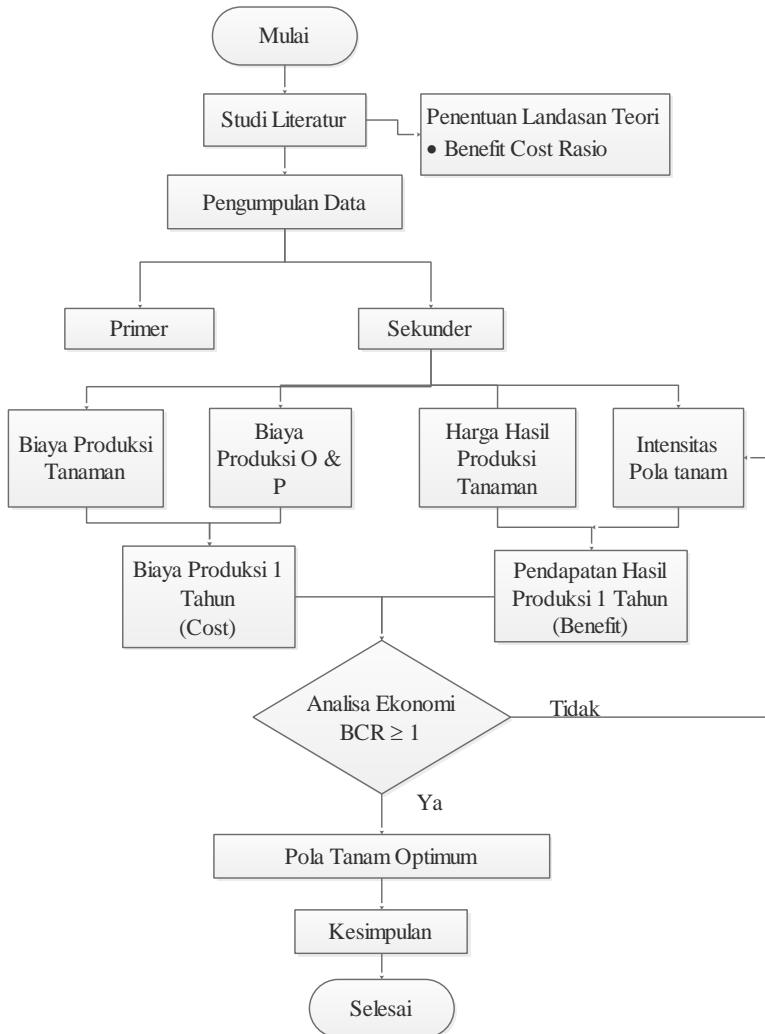 Mulai
Studi Literatur
Penentuan Landasan Teori
• Benefit Cost Rasio
Pengumpulan Data
Primer
Sekunder
Biaya Produksi
Tanaman
Biaya
Produksi O &
P
Harga Hasil
Produksi
Tanaman
Intensitas
Pola tanam
Biaya Produksi 1
Tahun
(Cost)
Pendapatan Hasil
Produksi 1 Tahun
(Benefit)
Analisa Ekonomi
BCR ≥ 1
Tidak
Ya
Pola Tanam Optimum
Kesimpulan
Selesai